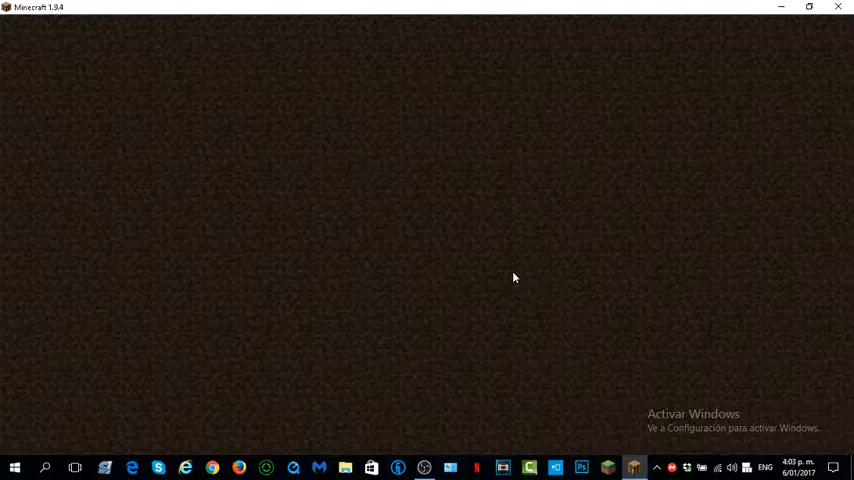 Minecraft 1.9.4
Activar Windows
Ve a Configuración para activar Windows.
ENG
4:03 p. m.
6/01/2017